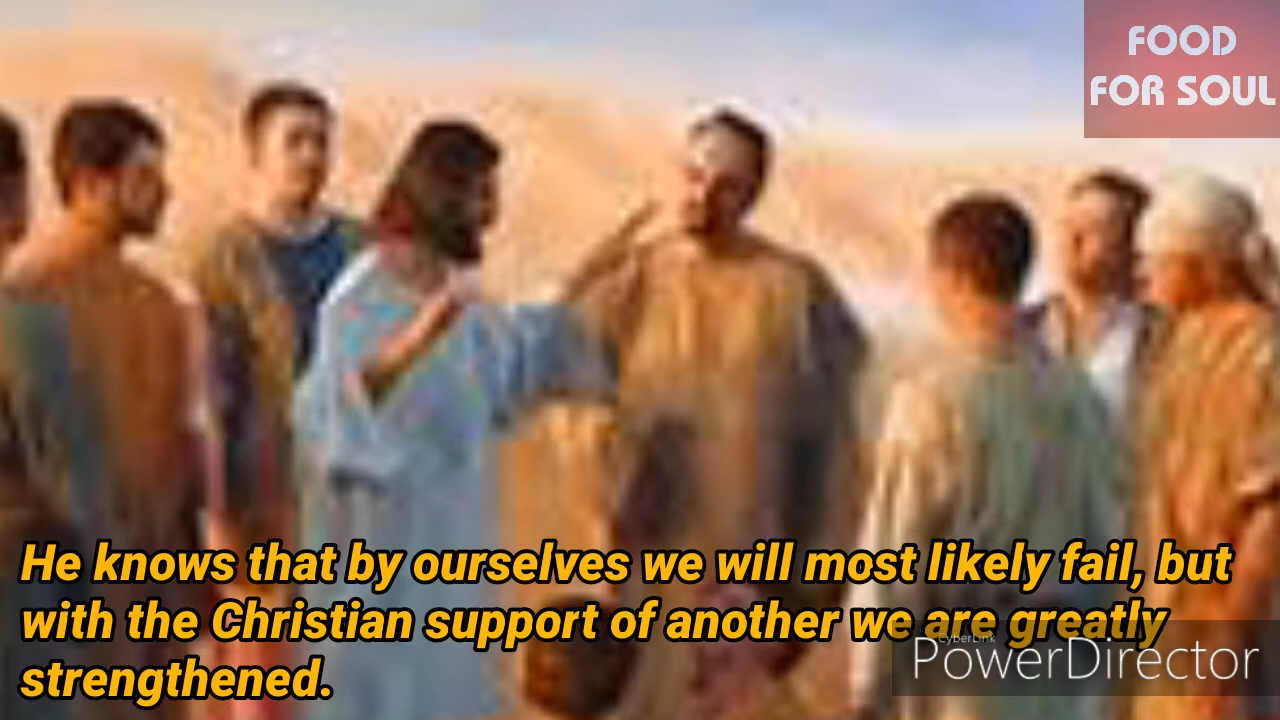 FOOD
FOR SOUL
He knows that by ourselves we will most likely fail, but
with the Christian support of another we are greatly
strengthened.
CyberLink
PowerDirector